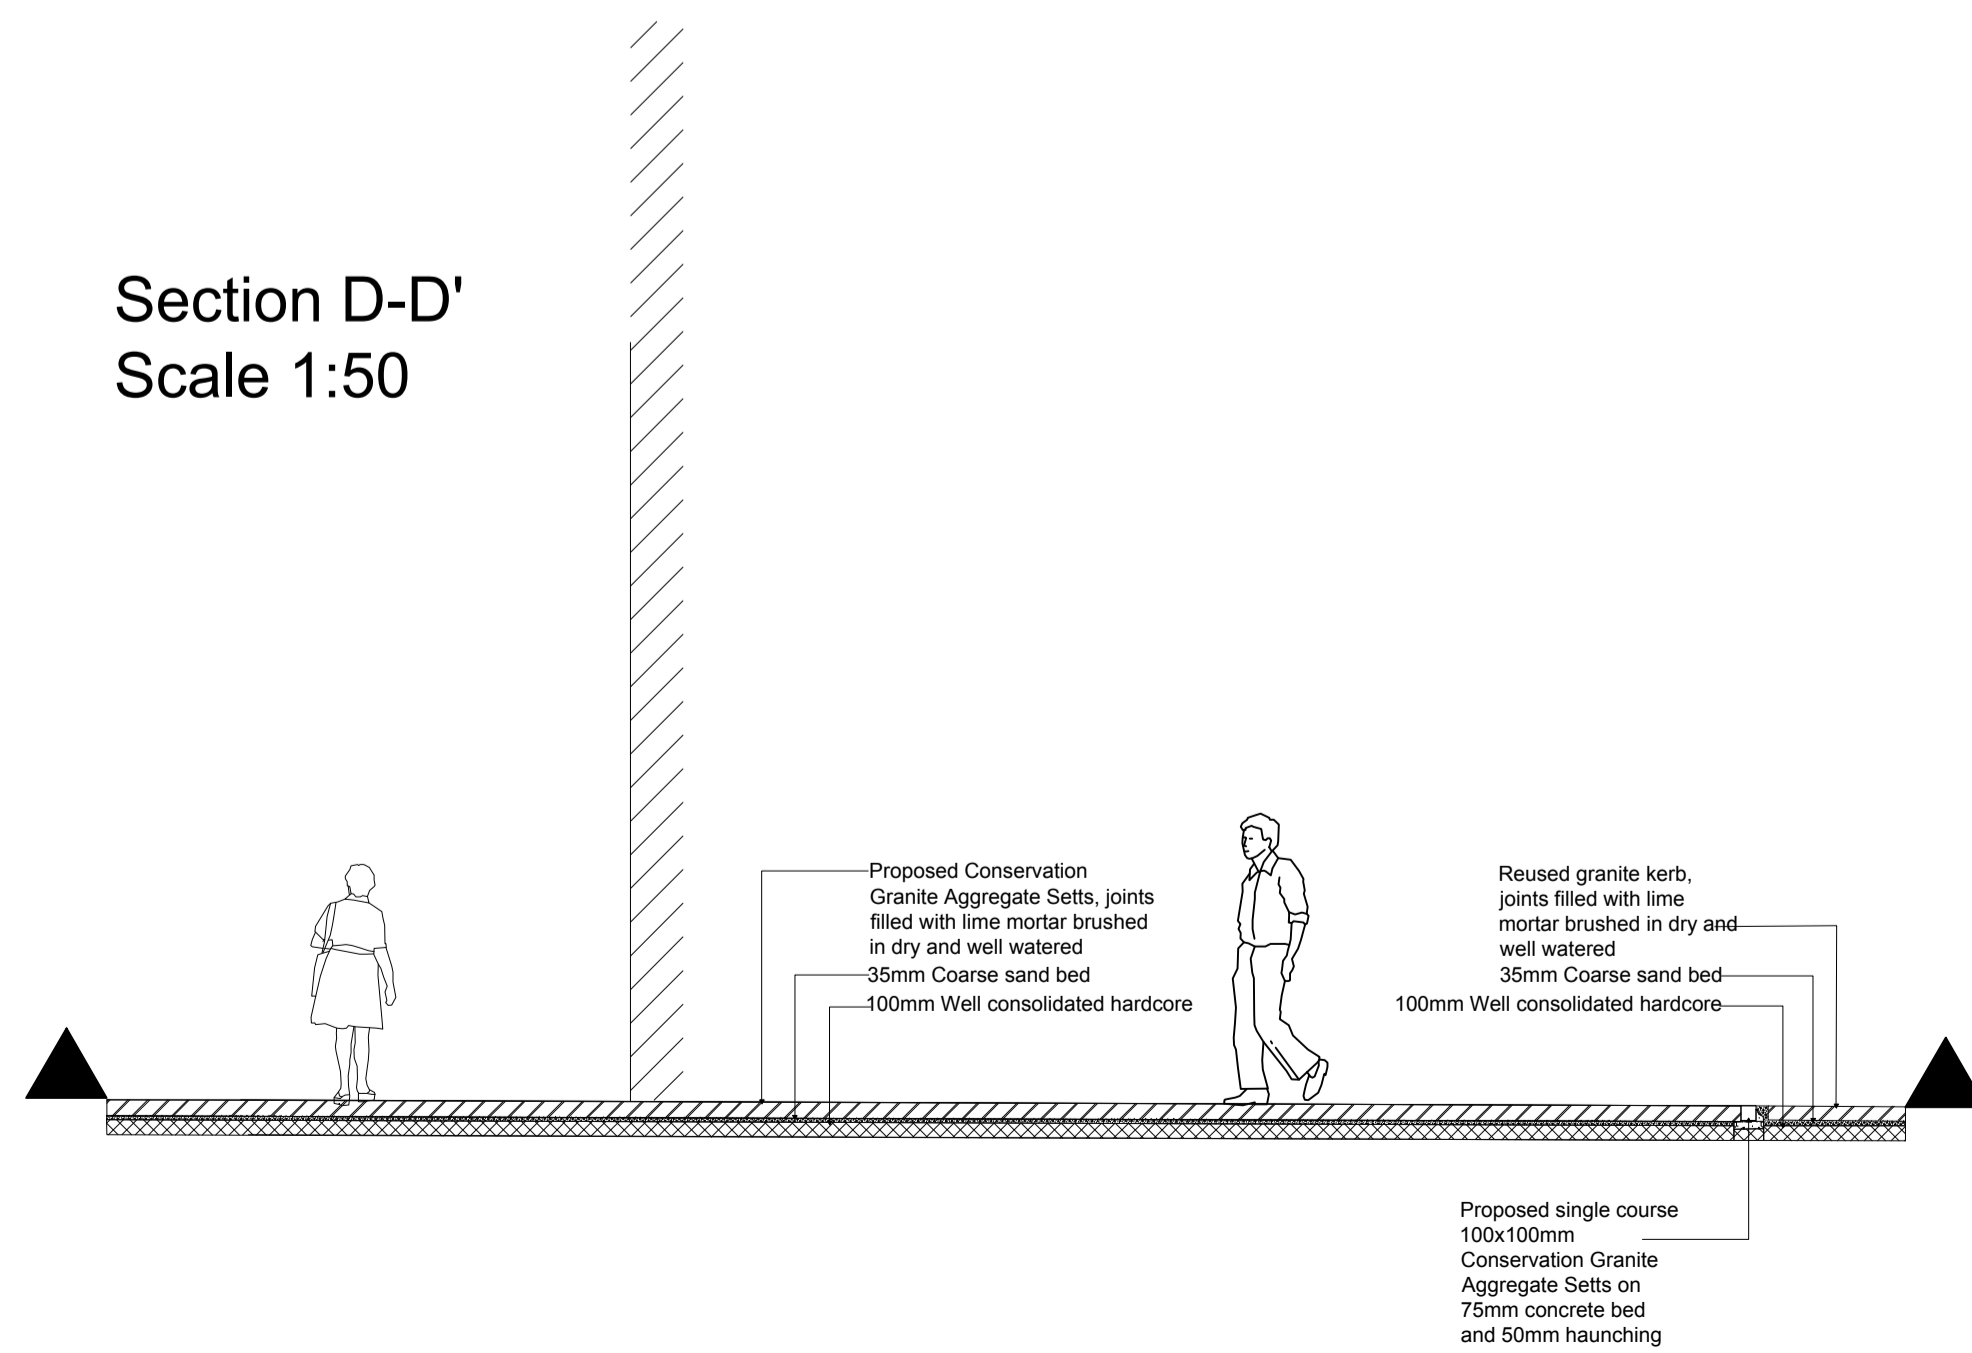 Section D-D'
Scale 1:50
Proposed Conservation
Granite Aggregate Setts, joints
filled with lime mortar brushed
in dry and well watered
35mm Coarse sand bed
100mm Well consolidated hardcore
Reused granite kerb,
joints filled with lime
mortar brushed in dry and
well watered
35mm Coarse sand bed
100mm Well consolidated hardcore
Proposed single course
100x100mm
Conservation Granite
Aggregate Setts on
75mm concrete bed
and 50mm haunching